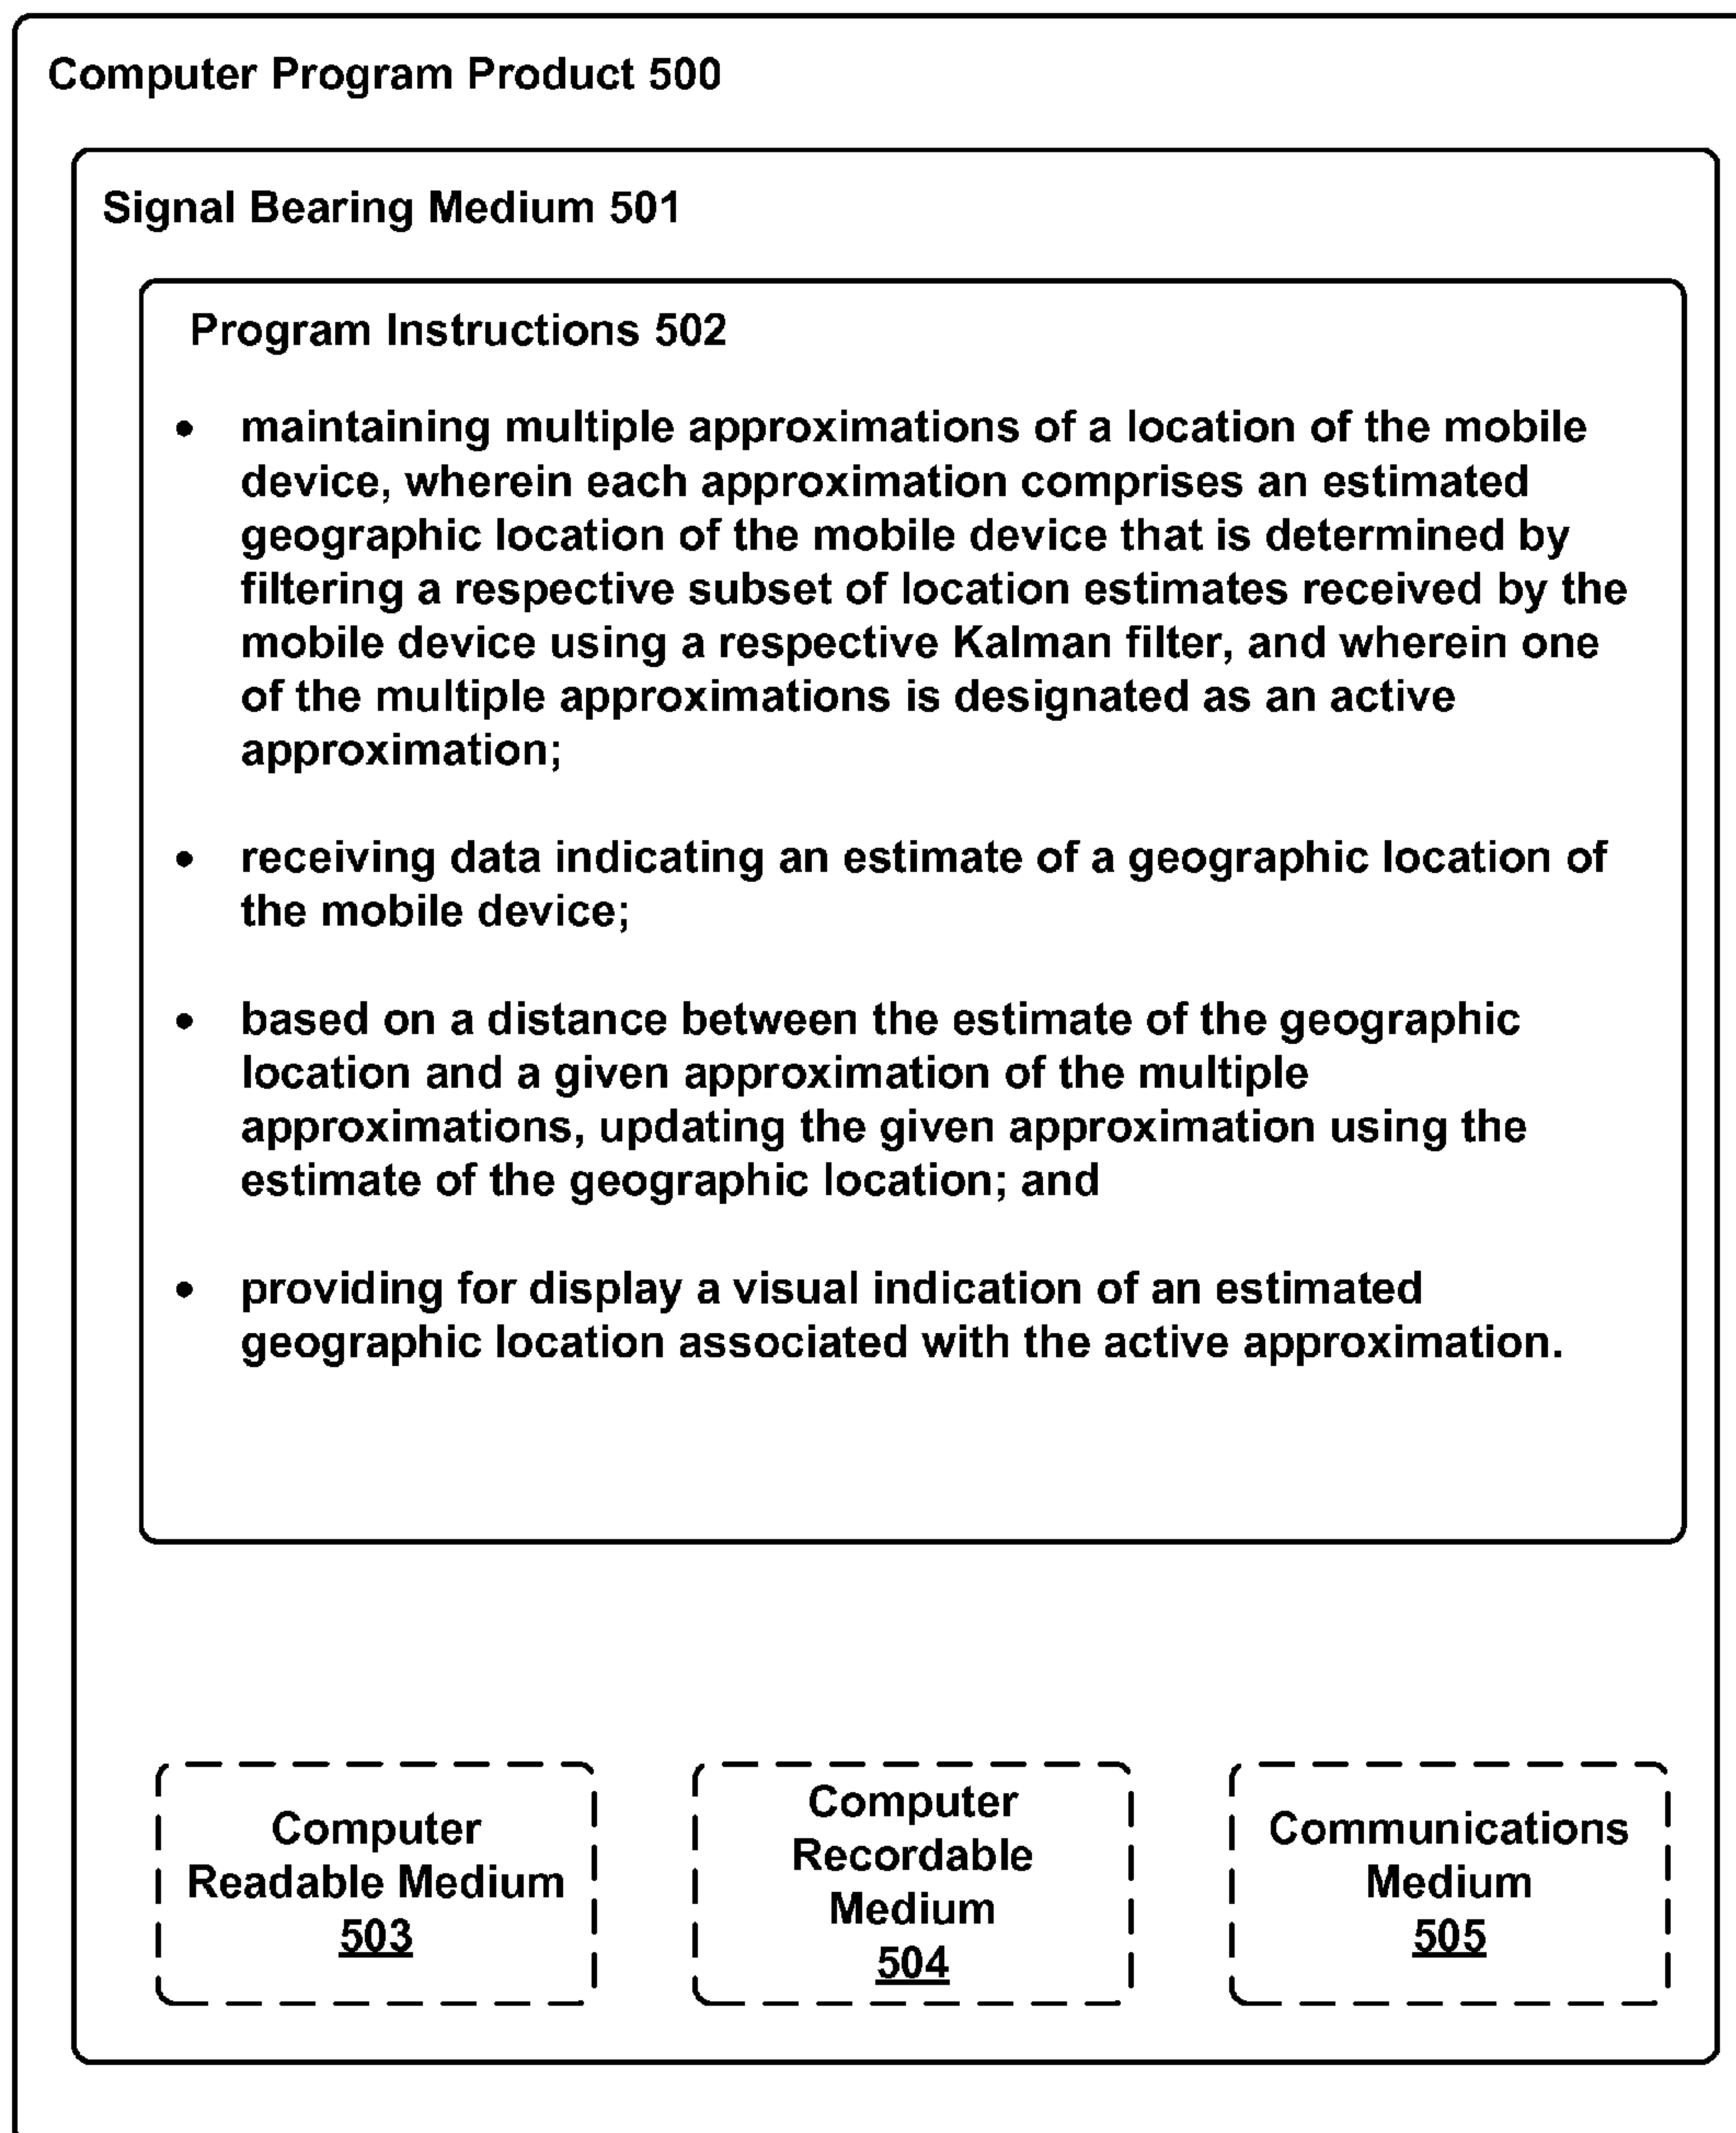 Computer Program Product 500
Signal Bearing Medium 501
Program Instructions 502
• maintaining multiple approximations of a location of the mobile
device, wherein each approximation comprises an estimated
geographic location of the mobile device that is determined by
filtering a respective subset of location estimates received by the
mobile device using a respective Kalman filter, and wherein one
of the multiple approximations is designated as an active
approximation;
• receiving data indicating an estimate of a geographic location of
the mobile device;
• based on a distance between the estimate of the geographic
location and a given approximation of the multiple
approximations, updating the given approximation using the
estimate of the geographic location; and
• providing for display a visual indication of an estimated
geographic location associated with the active approximation.
Computer
Readable Medium
503
Computer
Recordable
Medium
504
Communications
Medium
505